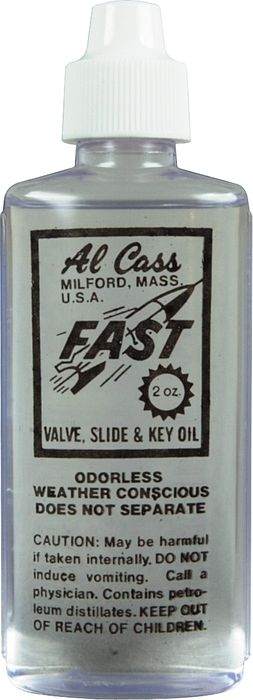 Al Cass
MILFORD, MASS.
U.S.A.
FAST
2 oz.
VALVE, SLIDE & KEY OIL
ODORLESS
WEATHER CONSCIOUS
DOES NOT SEPARATE
CAUTION: May be harmful
if taken internally. DO NOT
induce vomiting. Call a
physician. Contains petro-
leum distillates. KEEP OUT
OF REACH OF CHILDREN.